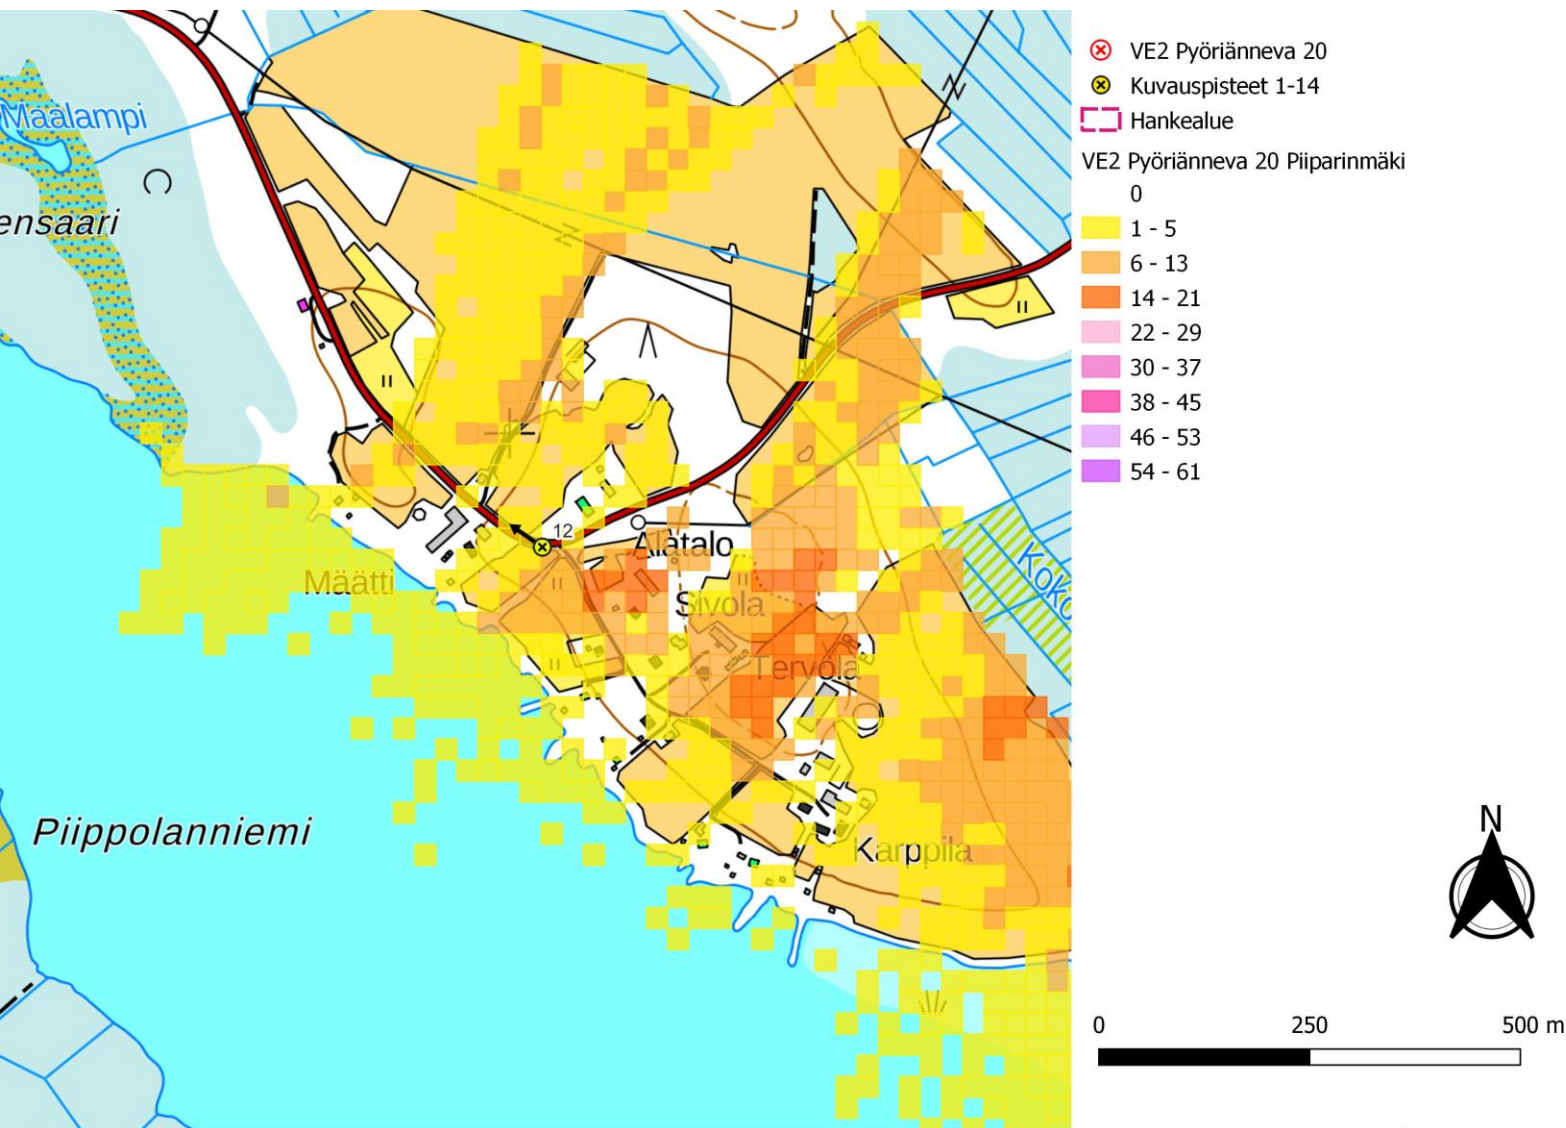 Maalampi
ensaari
12
Alatalo
Määtti
Sivola
Tervola
Koko
Piippolanniemi
Karppila
VE2 Pyöriänneva 20
Kuvauspisteet 1-14
Hankealue
VE2 Pyöriänneva 20 Piiparinmäki
0
1 - 5
6 - 13
14 - 21
22 - 29
30 - 37
38 - 45
46 - 53
54 - 61
N
0 250 500 m